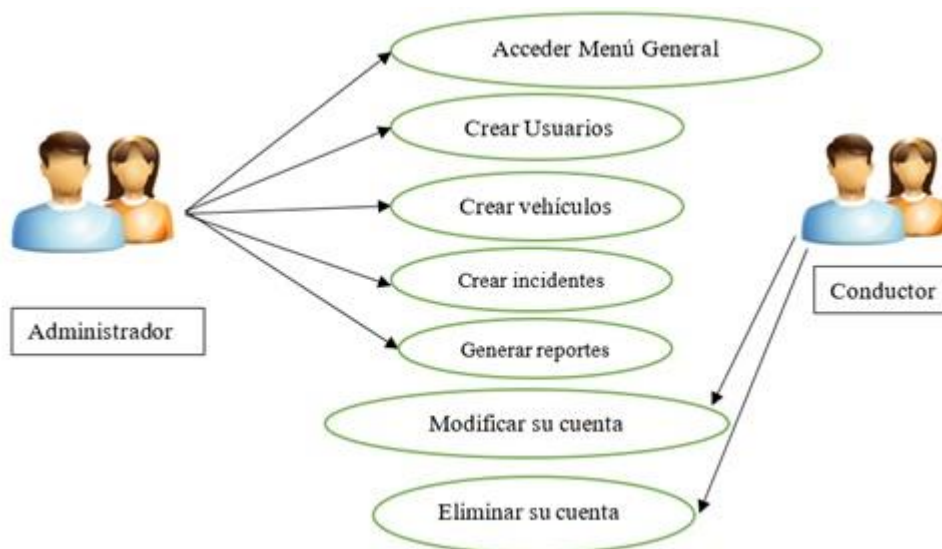 Acceder Menú General
Crear Usuarios
Crear vehículos
Crear incidentes
Conductor
Administrador
Generar reportes
Modificar su cuenta
Eliminar su cuenta